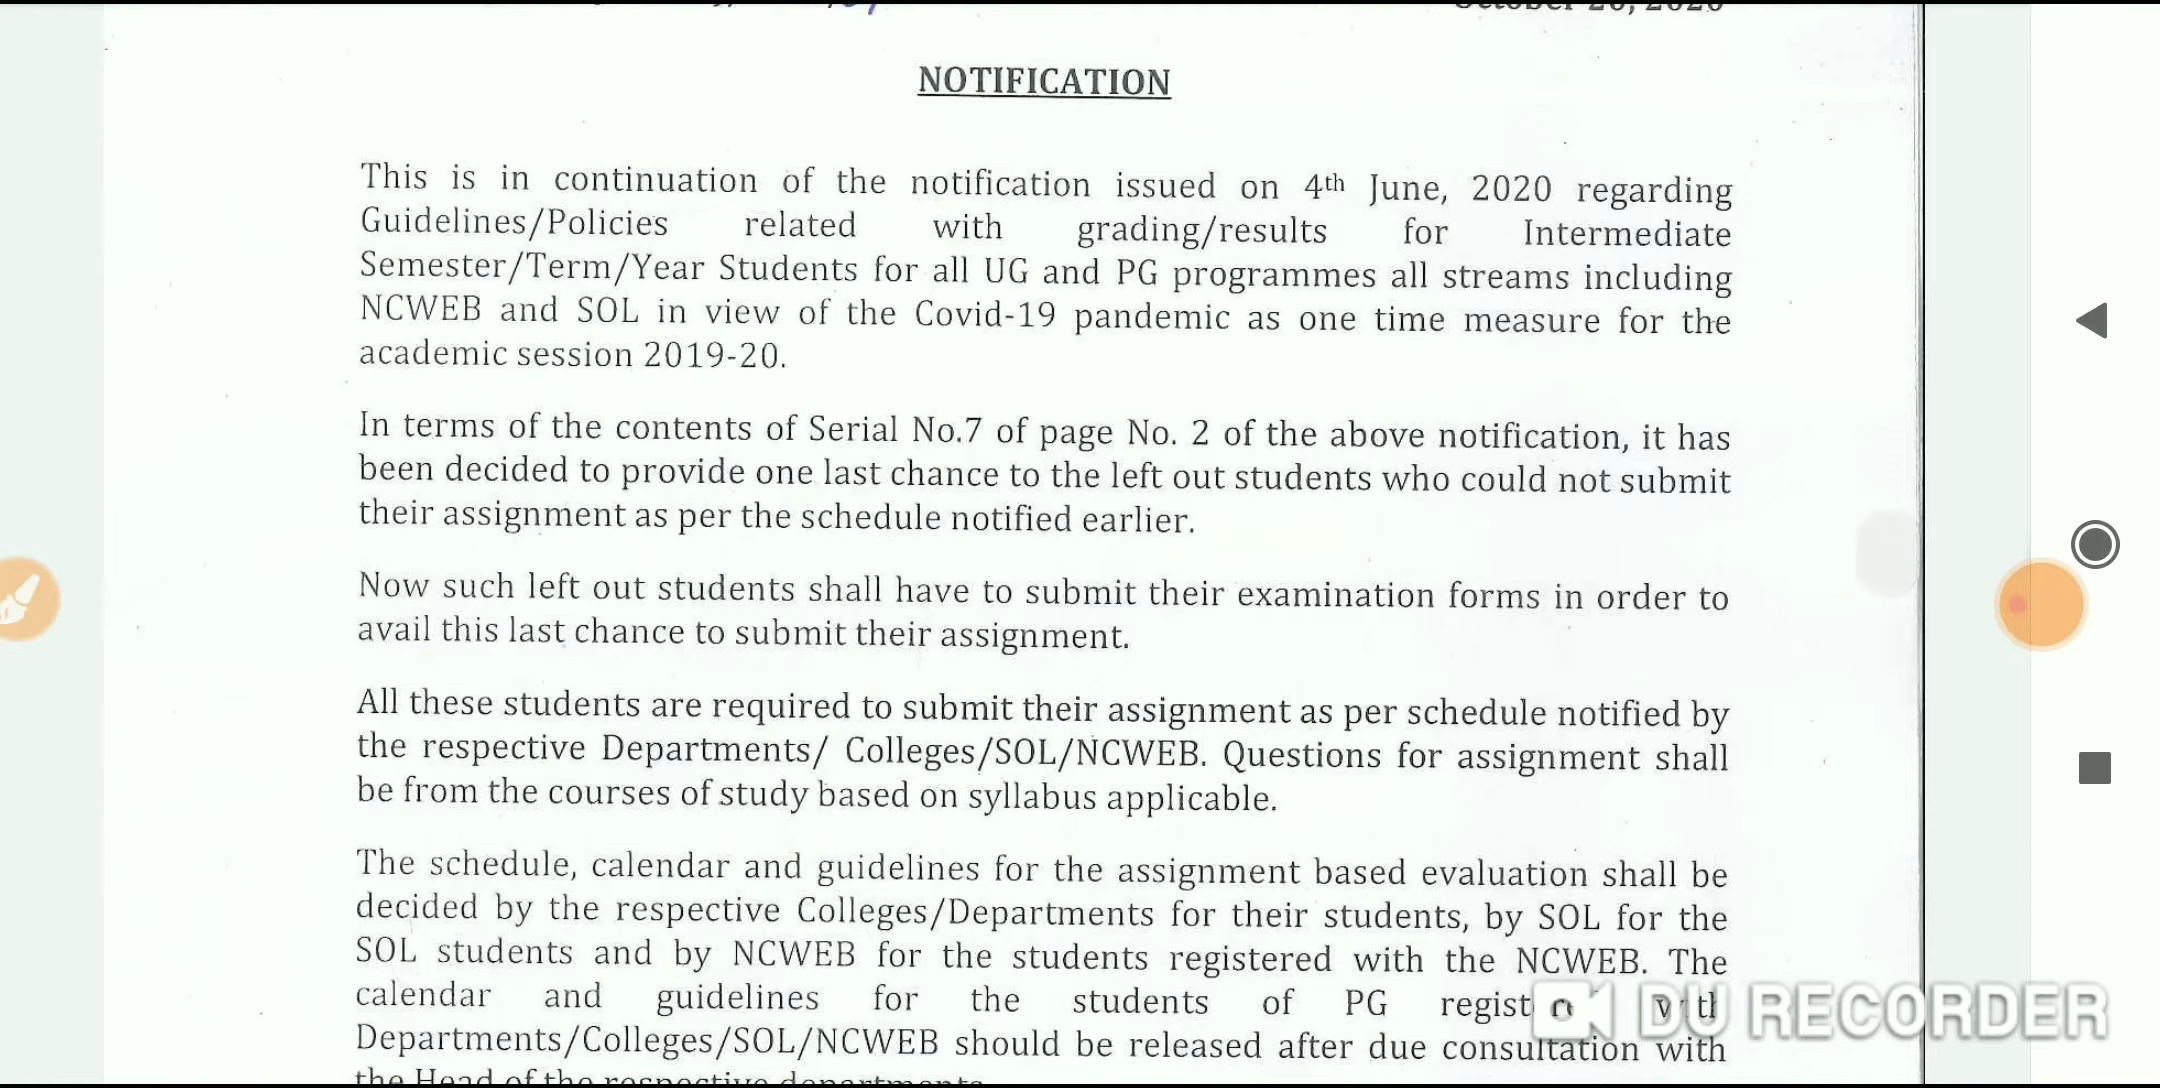 October 20, 2020
NOTIFICATION
This is in continuation of the notification issued on 4th June, 2020 regarding
Guidelines/Policies related with grading/results for Intermediate
Semester/Term/Year Students for all UG and PG programmes all streams including
NCWEB and SOL in view of the Covid-19 pandemic as one time measure for the
academic session 2019-20.
In terms of the contents of Serial No.7 of page No. 2 of the above notification, it has
been decided to provide one last chance to the left out students who could not submit
their assignment as per the schedule notified earlier.
Now such left out students shall have to submit their examination forms in order to
avail this last chance to submit their assignment.
All these students are required to submit their assignment as per schedule notified by
the respective Departments/ Colleges/SOL/NCWEB. Questions for assignment shall
be from the courses of study based on syllabus applicable.
The schedule, calendar and guidelines for the assignment based evaluation shall be
decided by the respective Colleges/Departments for their students, by SOL for the
SOL students and by NCWEB for the students registered with the NCWEB. The
calendar and guidelines for the students of PG registered with
Departments/Colleges/SOL/NCWEB should be released after due consultation with
the Head of the respective departments.
DU RECORDER